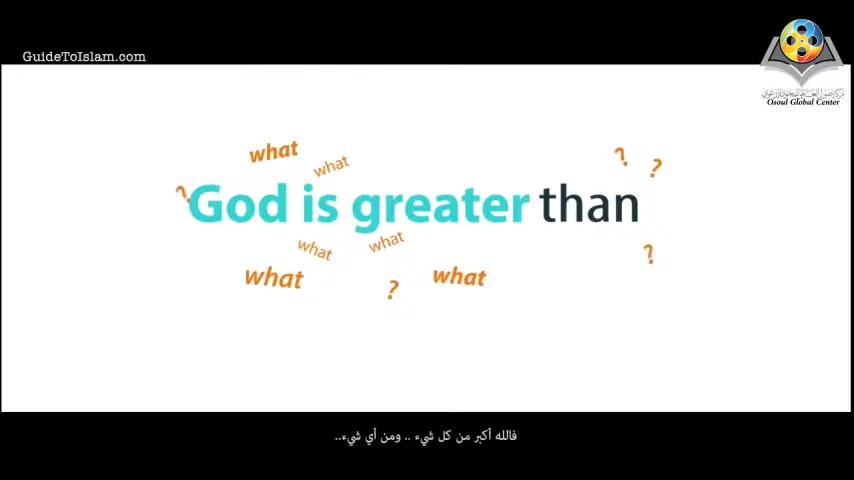 GuideToIslam.com
Osoul Global Center
what
what
?
?
?
God is greater than
what
what
?
what
?
what
فالله أكبر من كل شيء .. ومن أي شيء..